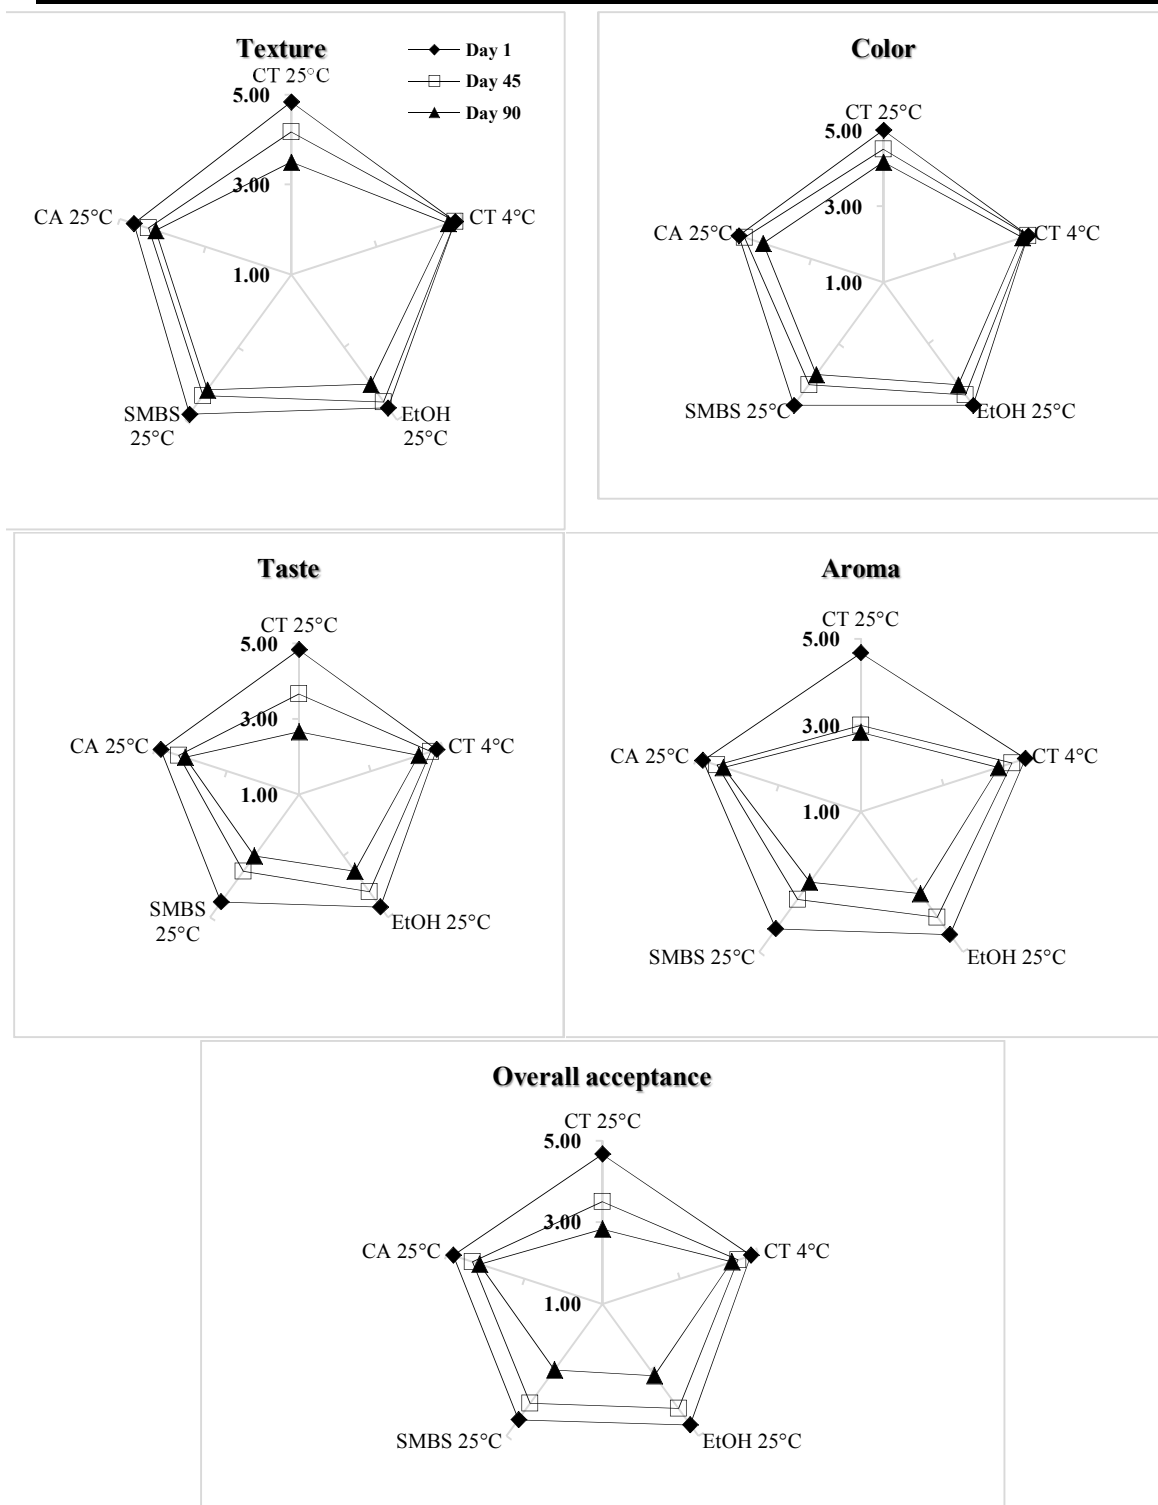 Texture
Day 1
CT 25°C
Day 45
5.00
Day 90
3.00
CA 25°C
CT 4°C
1.00
SMBS
25°C
EtOH
25°C
Color
CT 25°C
5.00
3.00
CA 25°C
CT 4°C
1.00
SMBS 25°C
EtOH 25°C
Taste
CT 25°C
5.00
3.00
CA 25°C
CT 4°C
1.00
SMBS
25°C
EtOH 25°C
Aroma
CT 25°C
5.00
3.00
CA 25°C
CT 4°C
1.00
SMBS 25°C
EtOH 25°C
Overall acceptance
CT 25°C
5.00
3.00
CA 25°C
CT 4°C
1.00
SMBS 25°C
EtOH 25°C